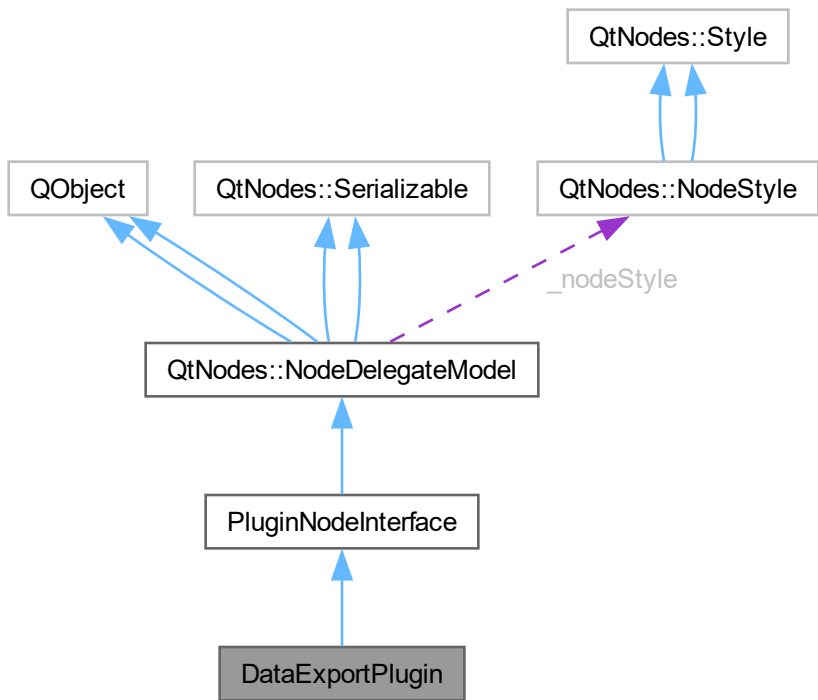 QtNodes::Style
QObject
QtNodes::Serializable
QtNodes::NodeStyle
_nodeStyle
QtNodes::NodeDelegateModel
PluginNodeInterface
DataExportPlugin